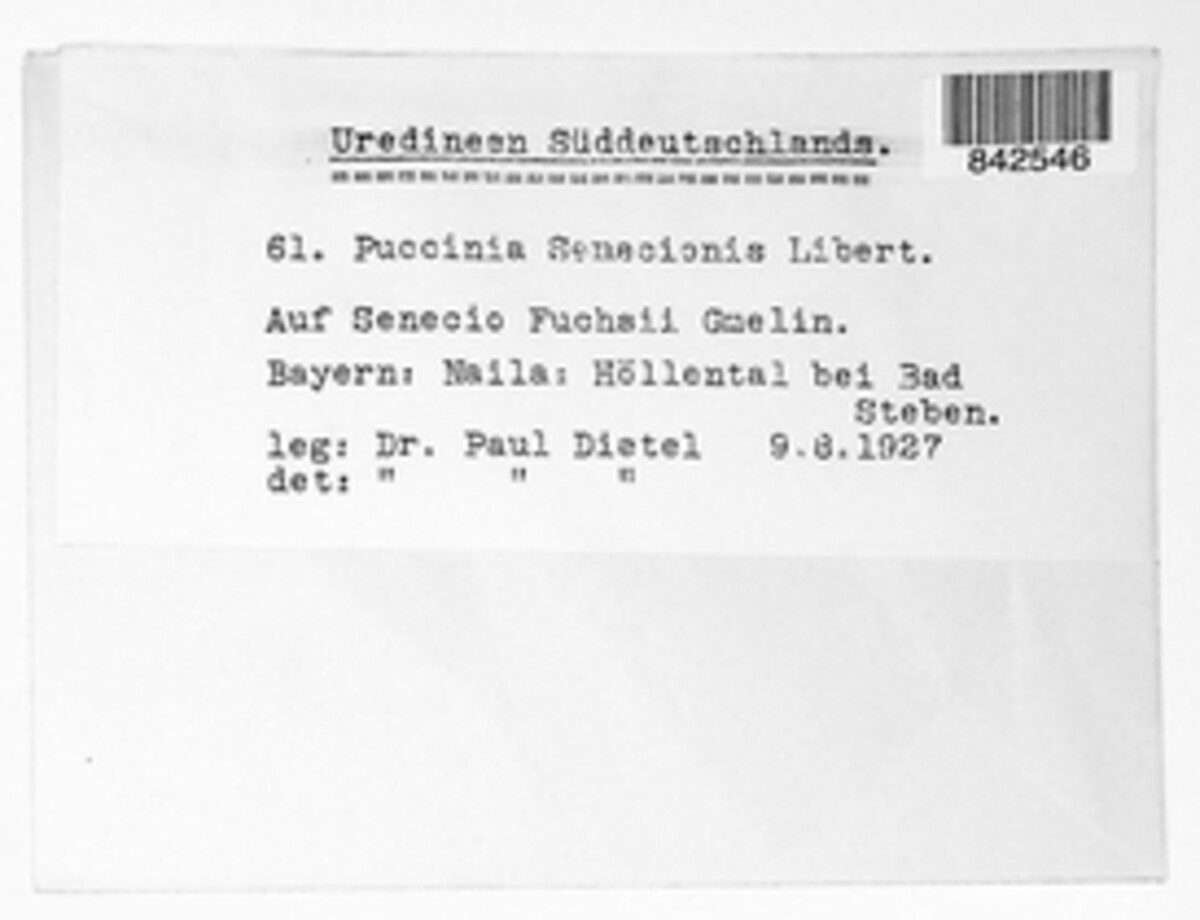 Uredineen Süddeutschlands.
842546
61. Puccinia Senecionis Libert.
Auf Senecio Fuchsii Gmelin.
Bayern: Naila: Höllental bei Bad
Steben.
leg: Dr. Paul Dietel 9.8.1927
det: " " "